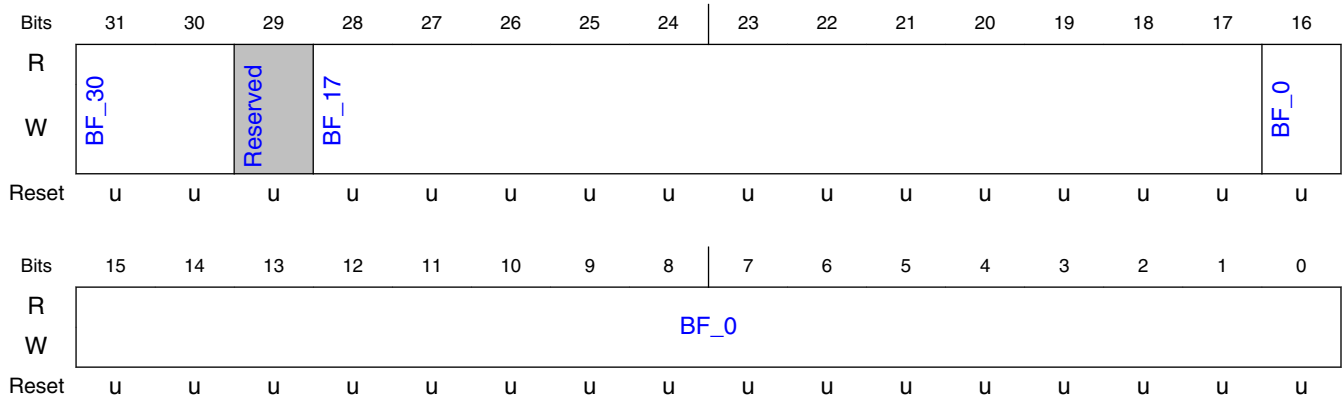 Bits 31 30 29 28 27 26 25 24 23 22 21 20 19 18 17 16
R
W
BF_30
Reserved
BF_17
BF_0
Reset u u u u u u u u u u u u u u u u
Bits 15 14 13 12 11 10 9 8 7 6 5 4 3 2 1 0
R
BF_0
W
Reset u u u u u u u u u u u u u u u u